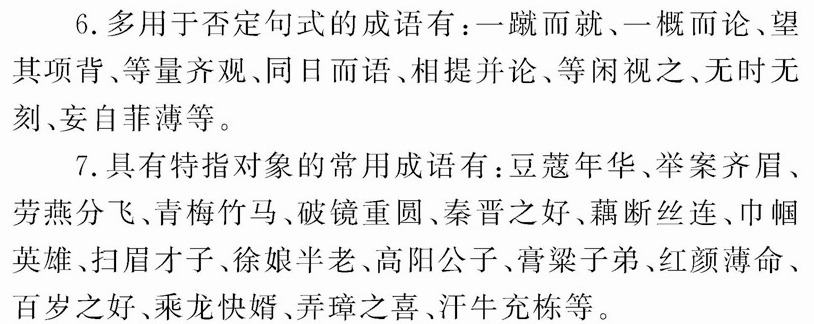 6.多用于否定句式的成语有:一蹴而就、一概而论、望
其项背、等量齐观、同日而语、相提并论、等闲视之、无时无
刻、妄自菲薄等。
7.具有特指对象的常用成语有:豆蔻年华、举案齐眉、
劳燕分飞、青梅竹马、破镜重圆、秦晋之好、藕断丝连、巾帼
英雄、扫眉才子、徐娘半老、高阳公子、膏粱子弟、红颜薄命、
百岁之好、乘龙快婿、弄璋之喜、汗牛充栋等。